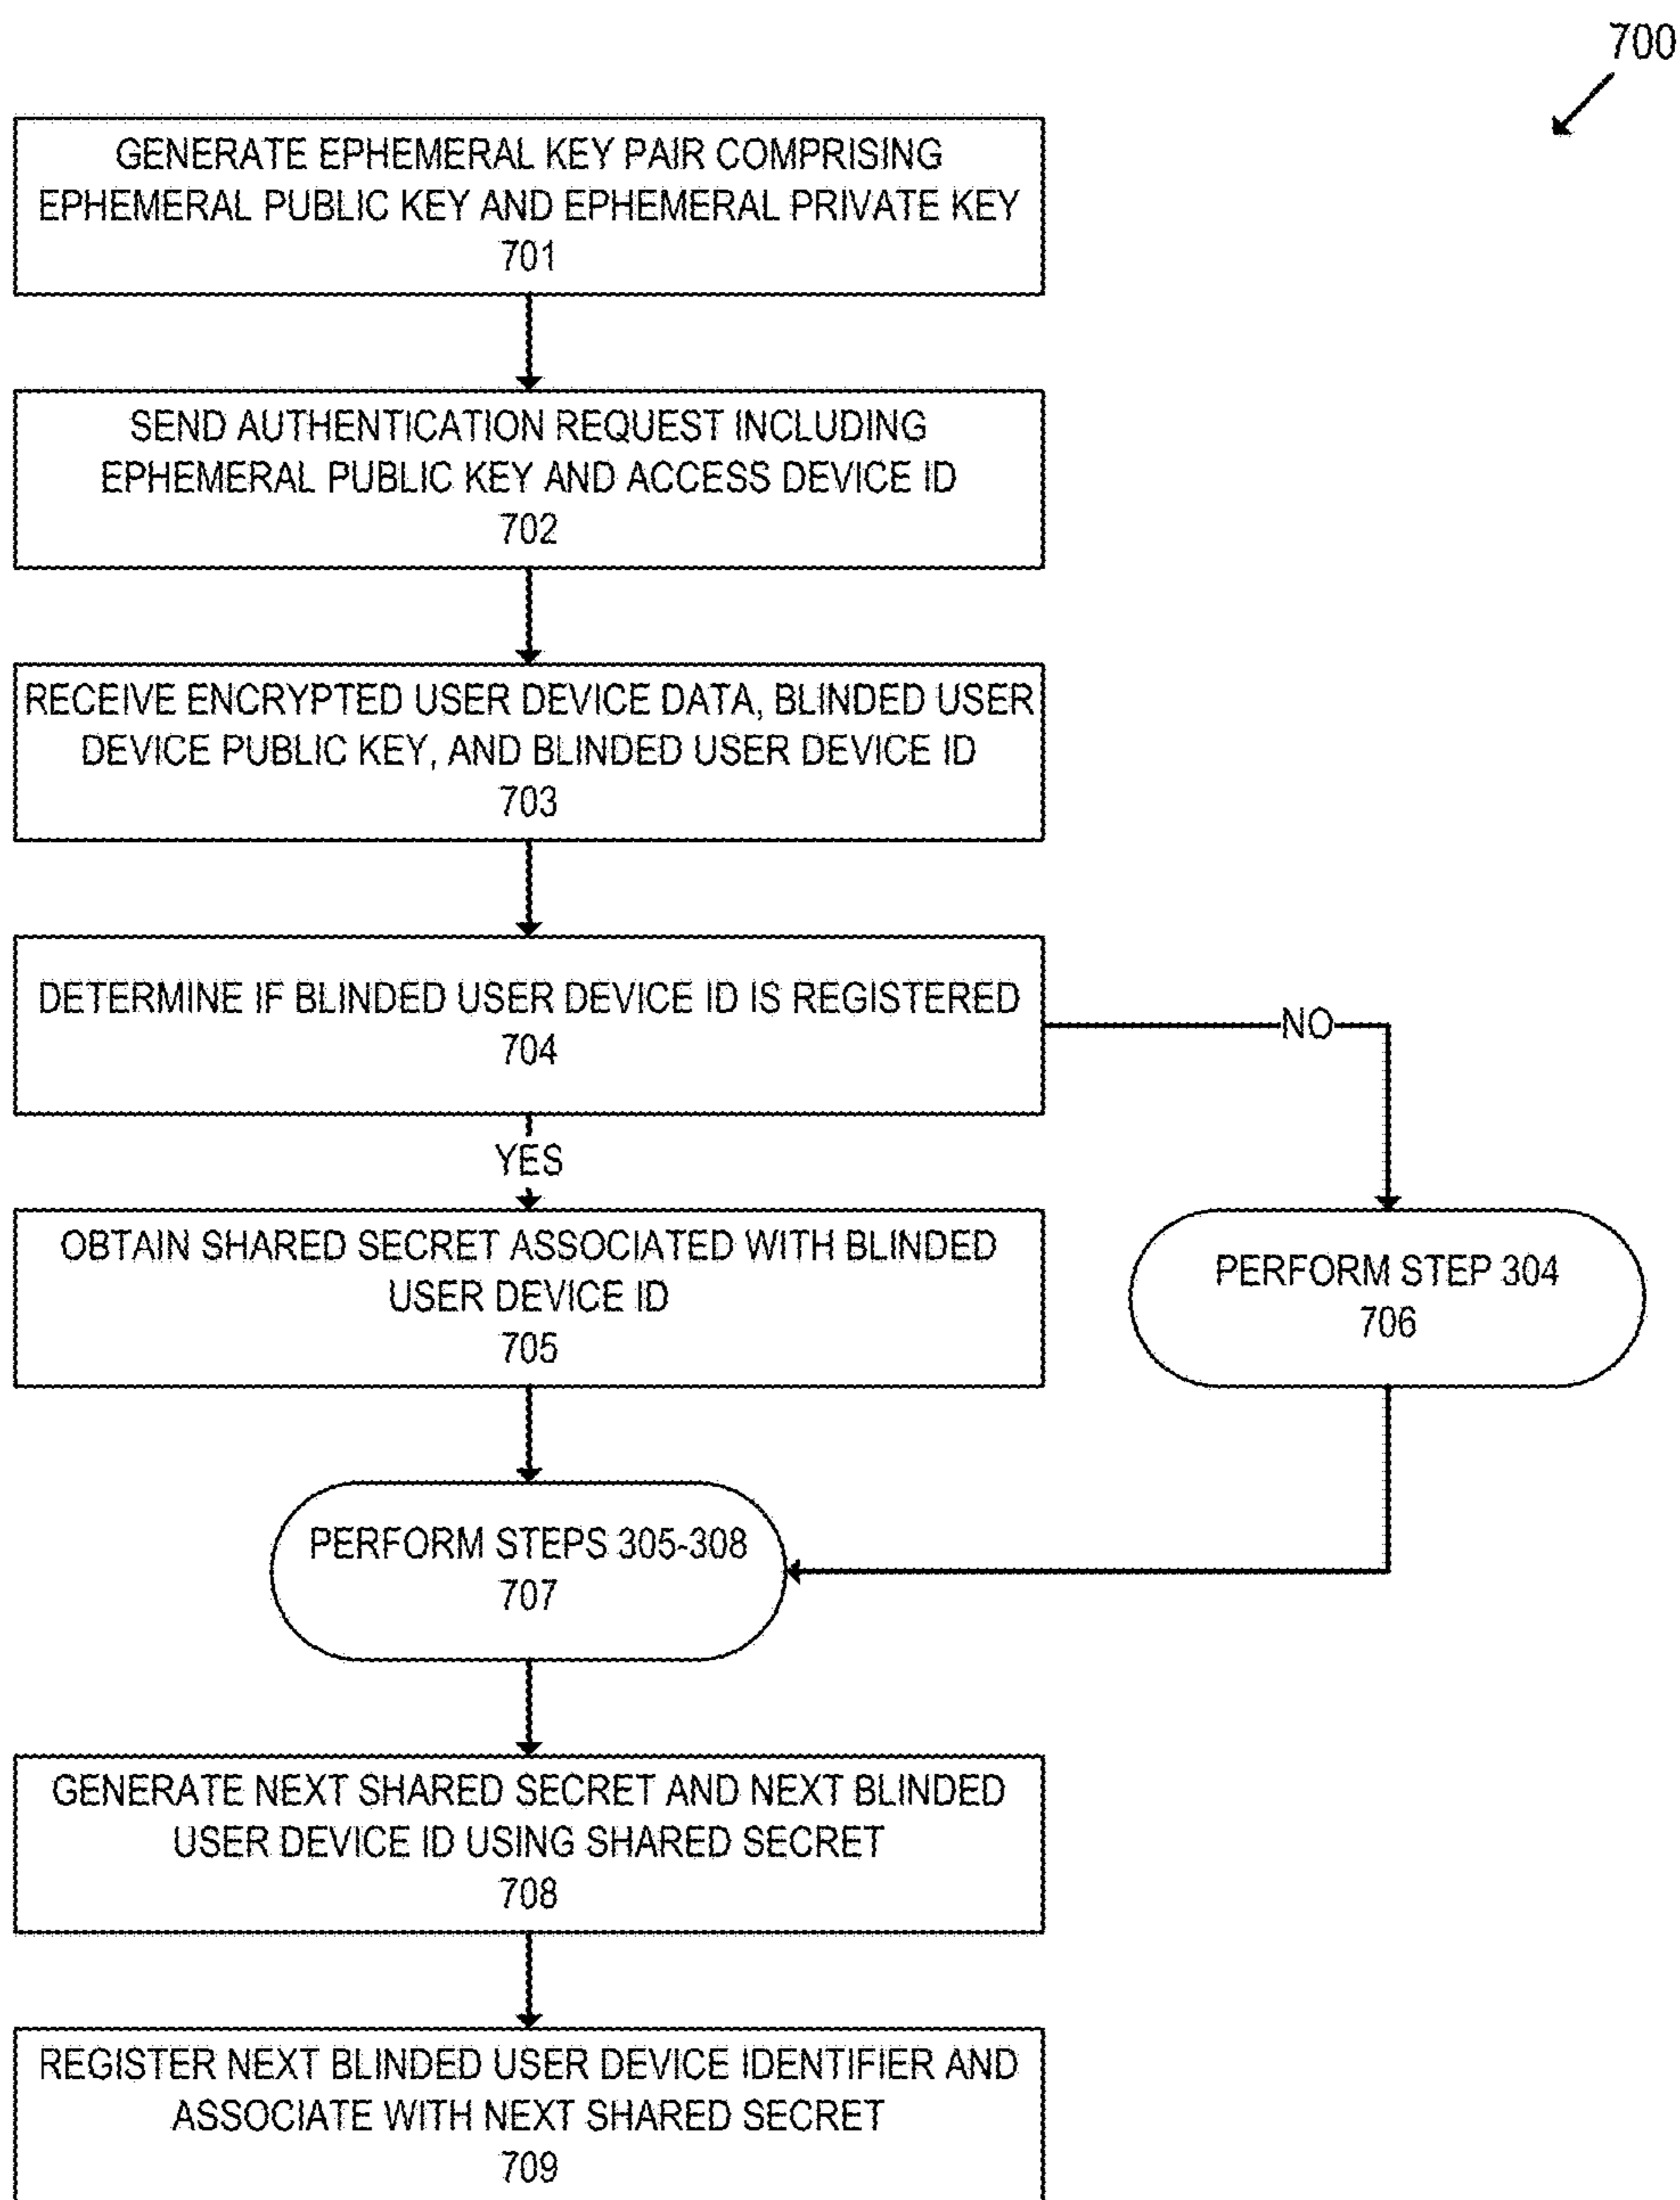 700
GENERATE EPHEMERAL KEY PAIR COMPRISING
EPHEMERAL PUBLIC KEY AND EPHEMERAL PRIVATE KEY
701
SEND AUTHENTICATION REQUEST INCLUDING
EPHEMERAL PUBLIC KEY AND ACCESS DEVICE ID
702
RECEIVE ENCRYPTED USER DEVICE DATA, BLINDED USER
DEVICE PUBLIC KEY, AND BLINDED USER DEVICE ID
703
DETERMINE IF BLINDED USER DEVICE ID IS REGISTERED
704
NO
YES
OBTAIN SHARED SECRET ASSOCIATED WITH BLINDED
USER DEVICE ID
705
PERFORM STEP 304
706
PERFORM STEPS 305-308
707
GENERATE NEXT SHARED SECRET AND NEXT BLINDED
USER DEVICE ID USING SHARED SECRET
708
REGISTER NEXT BLINDED USER DEVICE IDENTIFIER AND
ASSOCIATE WITH NEXT SHARED SECRET
709